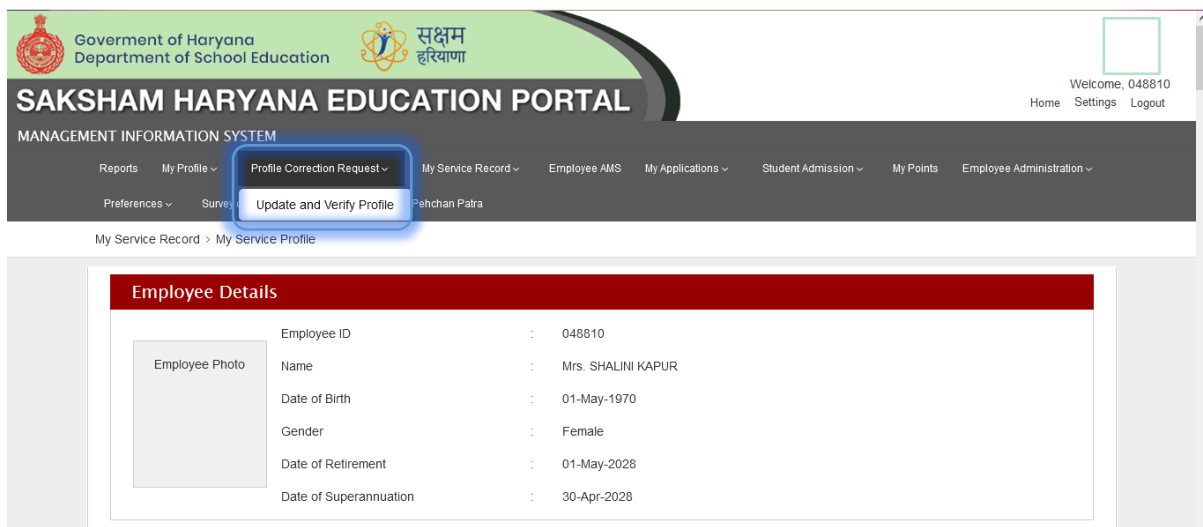 Goverment of Haryana
Department of School Education
सक्षम
हरियाणा
SAKSHAM HARYANA EDUCATION PORTAL
Welcome, 048810
Home Settings Logout
MANAGEMENT INFORMATION SYSTEM
Reports My Profile Profile Correction Request My Service Record Employee AMS My Applications Student Admission My Points Employee Administration
Preferences Survey Update and Verify Profile Pehchan Patra
My Service Record > My Service Profile
Employee Details
Employee Photo
Employee ID : 048810
Name : Mrs. SHALINI KAPUR
Date of Birth : 01-May-1970
Gender : Female
Date of Retirement : 01-May-2028
Date of Superannuation : 30-Apr-2028